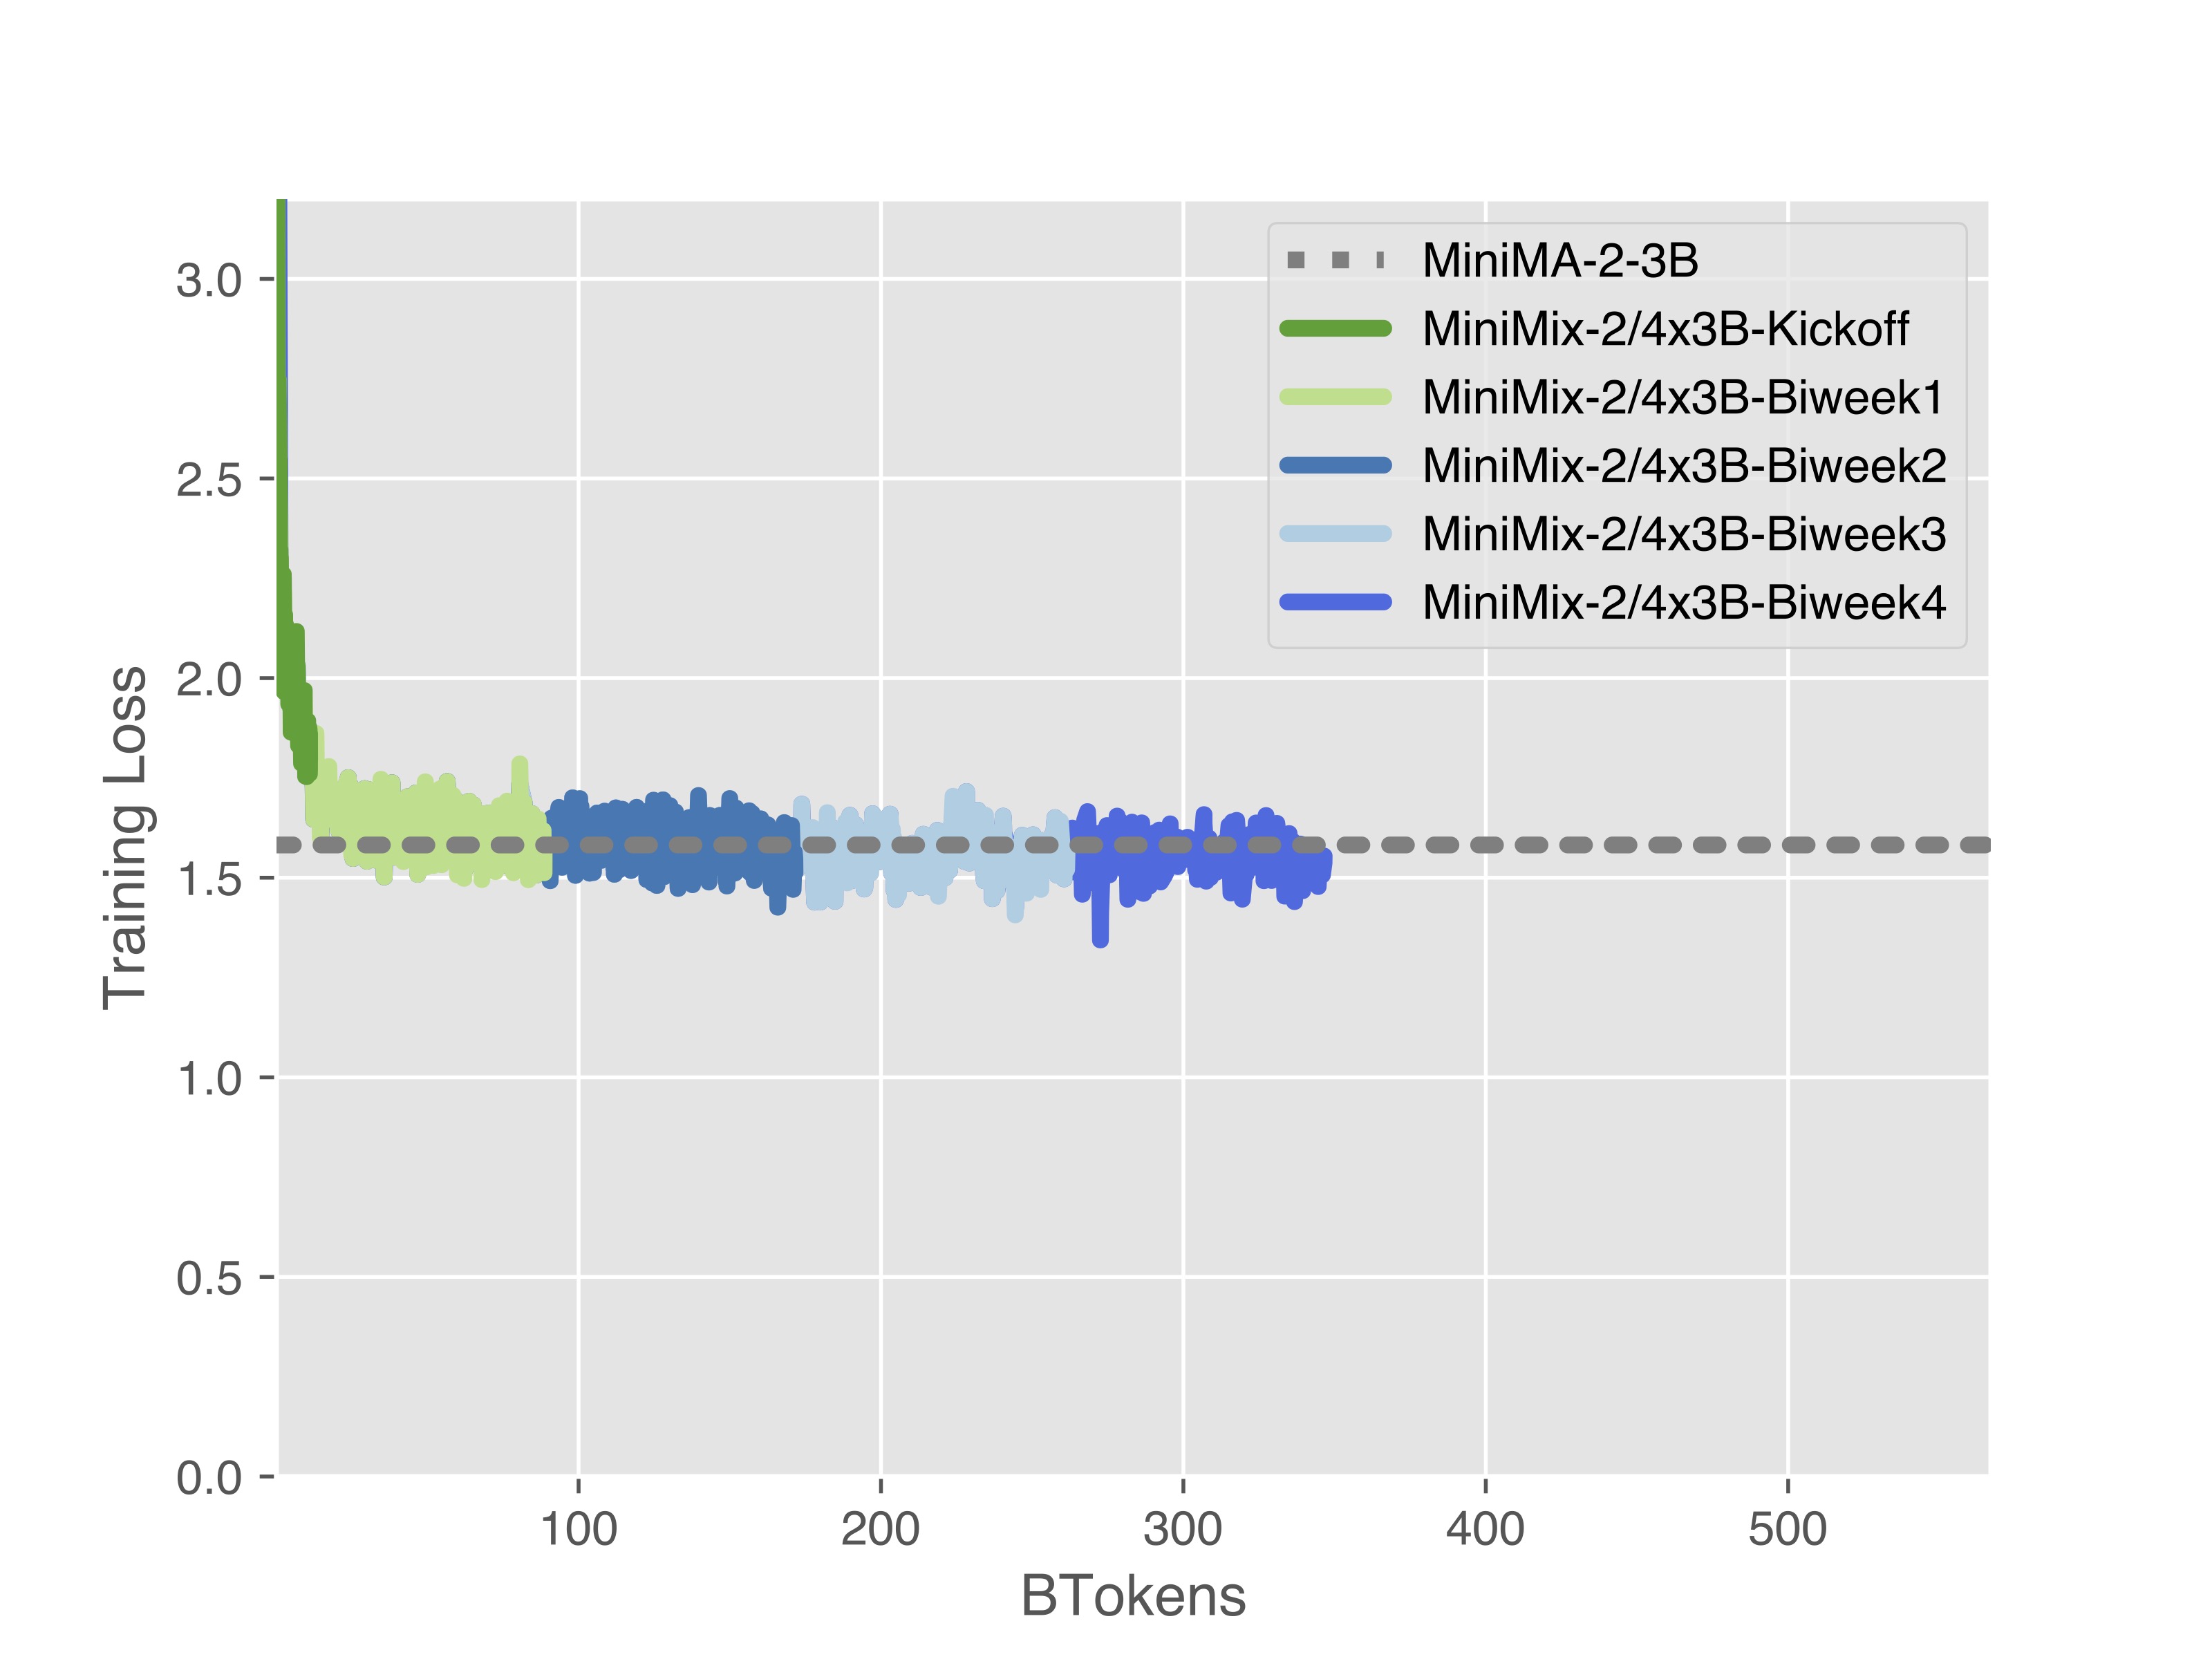 MiniMA-2-3B
MiniMix-2/4x3B-Kickoff
MiniMix-2/4x3B-Biweek1
MiniMix-2/4x3B-Biweek2
MiniMix-2/4x3B-Biweek3
MiniMix-2/4x3B-Biweek4
Training Loss
3.0
2.5
2.0
1.5
1.0
0.5
0.0
100 200 300 400 500
BTokens